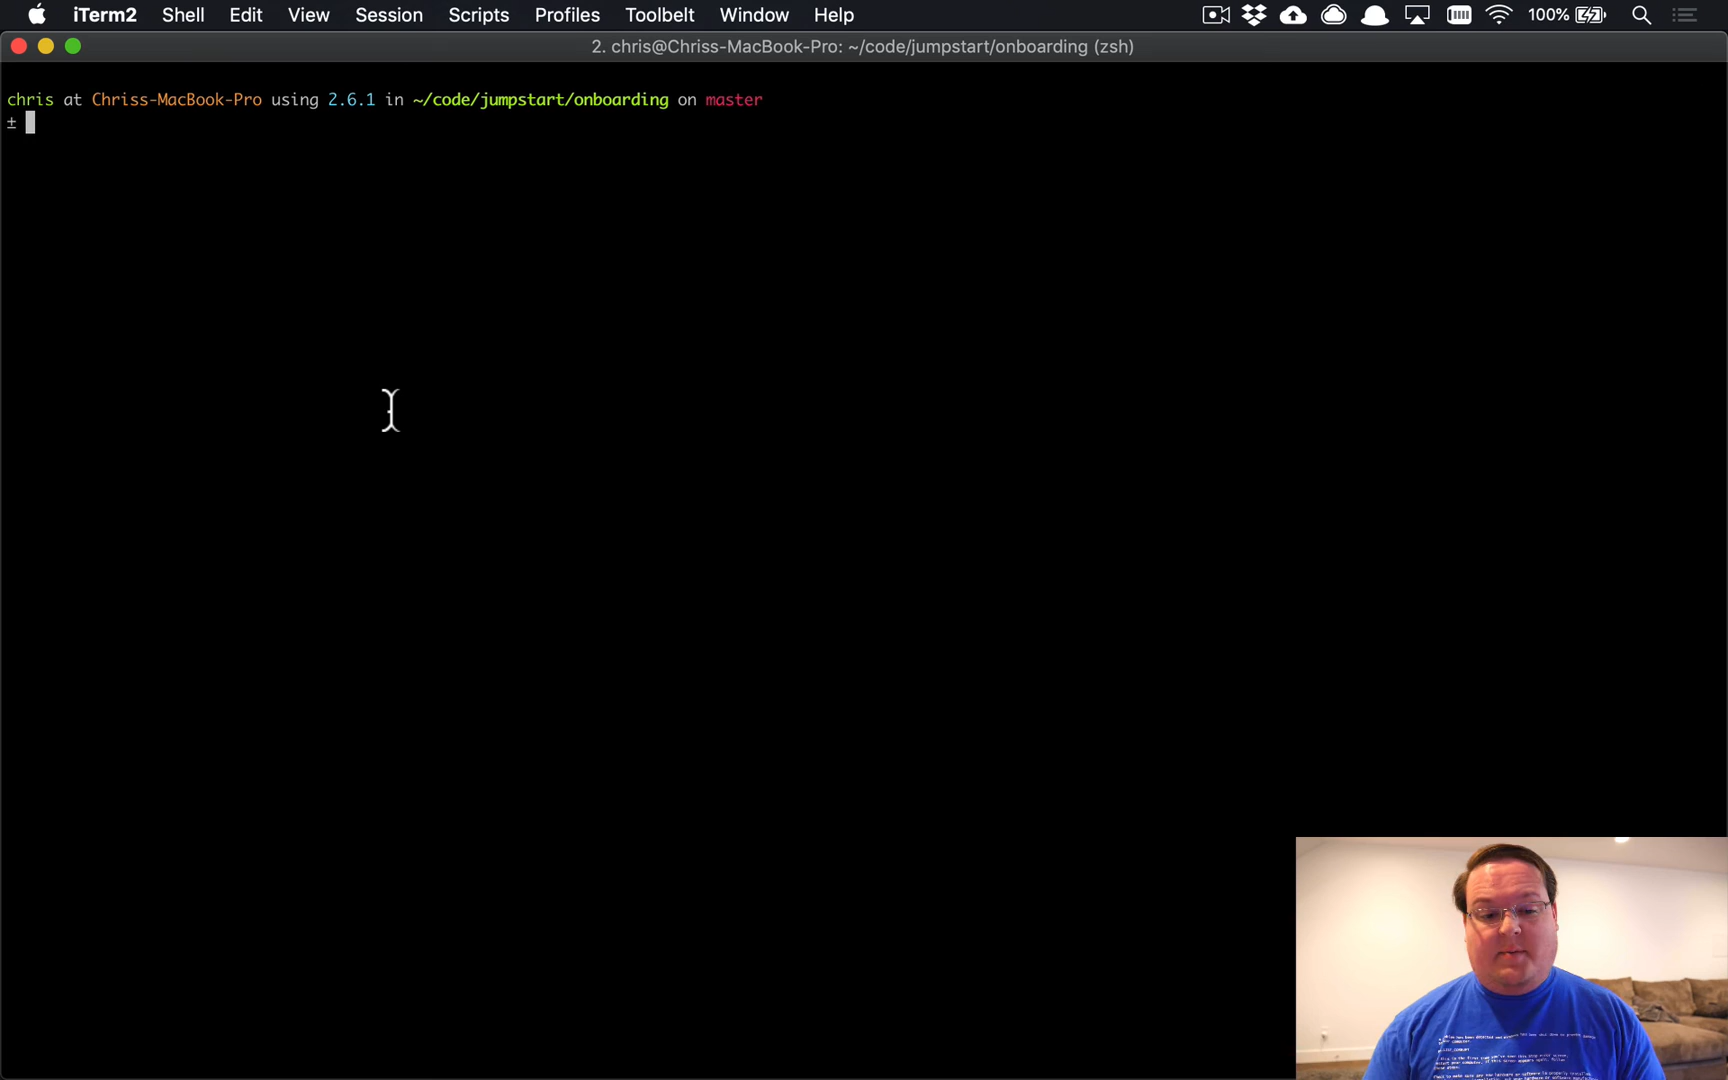 iTerm2 Shell Edit View Session Scripts Profiles Toolbelt Window Help 100%
2. chris@Chriss-MacBook-Pro: ~/code/jumpstart/onboarding (zsh)
chris at Chriss-MacBook-Pro using 2.6.1 in ~/code/jumpstart/onboarding on master
±